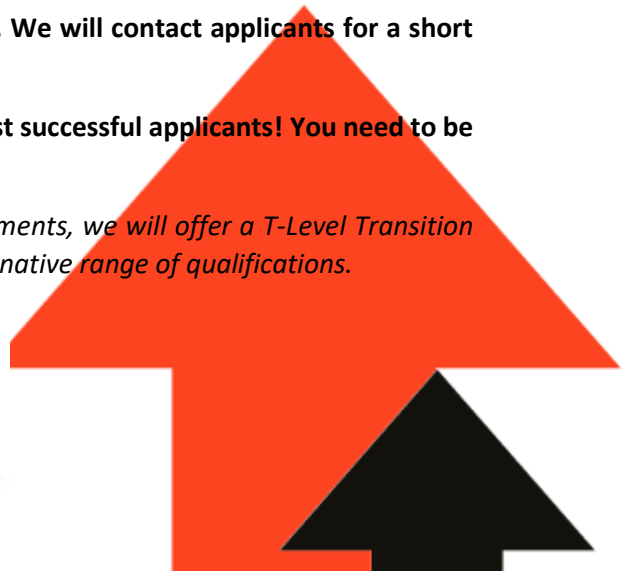 . We will contact applicants for a short
st successful applicants! You need to be
ments, we will offer a T-Level Transition
native range of qualifications.